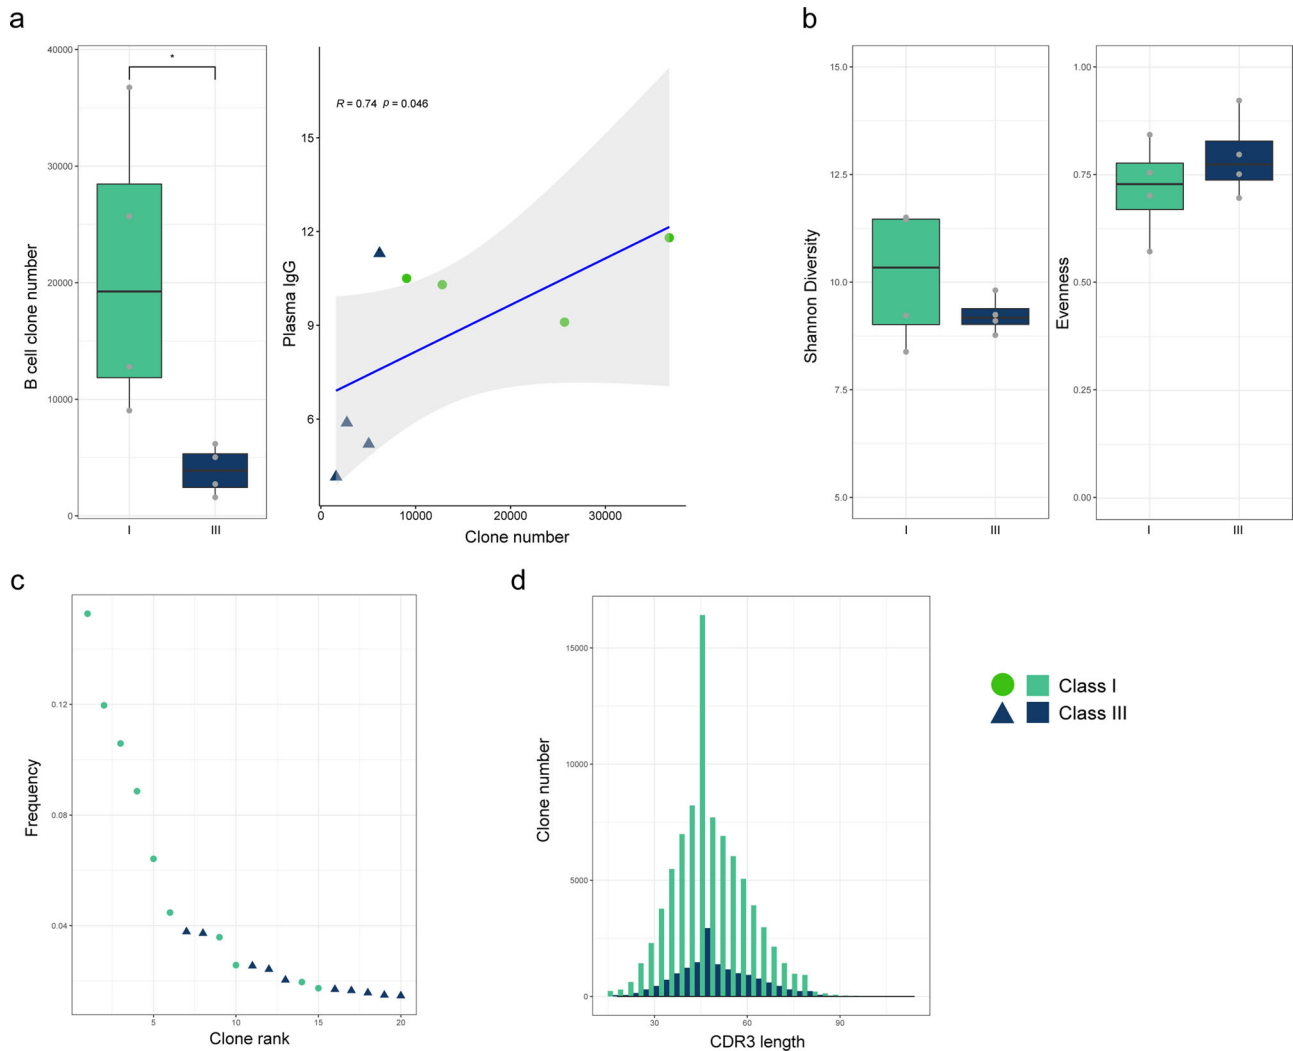 a
b
B cell clone number
40000
30000
20000
10000
0
*
I
III
Plasma IgG
15
12
9
6
R = 0.74 p = 0.046
0
10000
20000
30000
Clone number
Shannon Diversity
15.0
12.5
10.0
7.5
5.0
I
III
Evenness
1.00
0.75
0.50
0.25
0.00
I
III
c
d
Frequency
0.12
0.08
0.04
5
10
15
20
Clone rank
Clone number
15000
10000
5000
0
30
60
90
CDR3 length
Class I
Class III